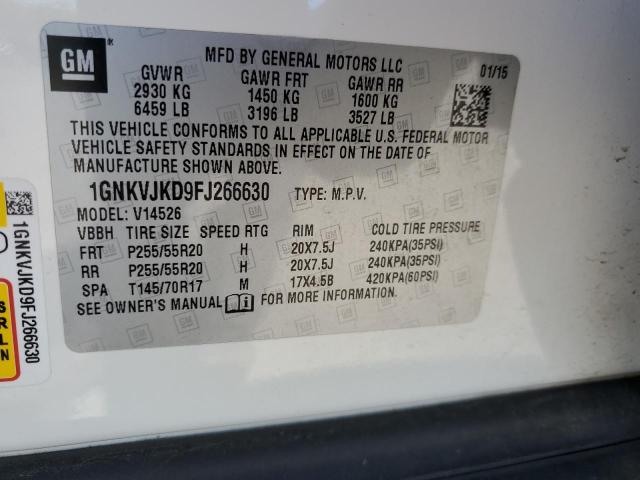 GM
MFD BY GENERAL MOTORS LLC
01/15
GVWR GAWR FRT GAWR RR
2930 KG 1450 KG 1600 KG
6459 LB 3196 LB 3527 LB
THIS VEHICLE CONFORMS TO ALL APPLICABLE U.S. FEDERAL MOTOR
VEHICLE SAFETY STANDARDS IN EFFECT ON THE DATE OF
MANUFACTURE SHOWN ABOVE.
1GNKVJKD9FJ266630 TYPE: M.P.V.
MODEL: V14526
VBBH TIRE SIZE SPEED RTG RIM COLD TIRE PRESSURE
FRT P255/55R20 H 20X7.5J 240KPA(35PSI)
RR P255/55R20 H 20X7.5J 240KPA(35PSI)
SPA T145/70R17 M 17X4.5B 420KPA(60PSI)
SEE OWNER'S MANUAL FOR MORE INFORMATION.
1GNKVJKD9FJ266630